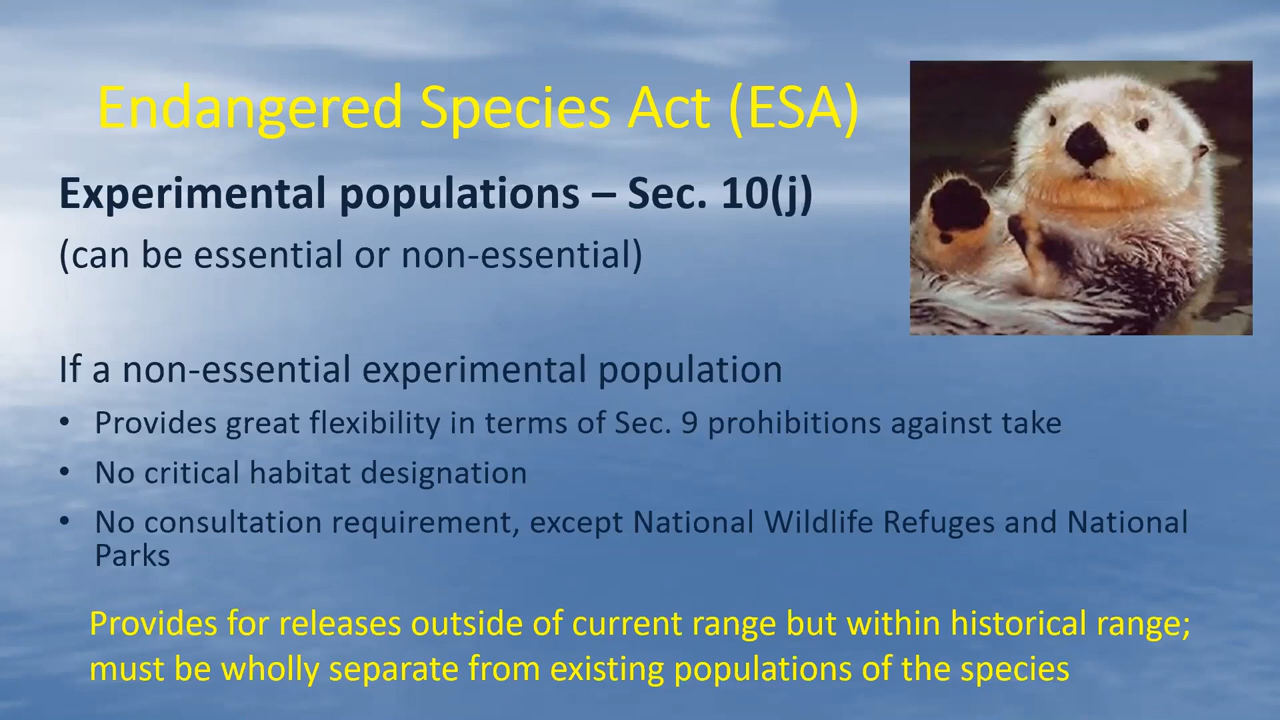 Endangered Species Act (ESA)
Experimental populations – Sec. 10(j)
(can be essential or non-essential)
If a non-essential experimental population
• Provides great flexibility in terms of Sec. 9 prohibitions against take
• No critical habitat designation
• No consultation requirement, except National Wildlife Refuges and National
Parks
Provides for releases outside of current range but within historical range;
must be wholly separate from existing populations of the species